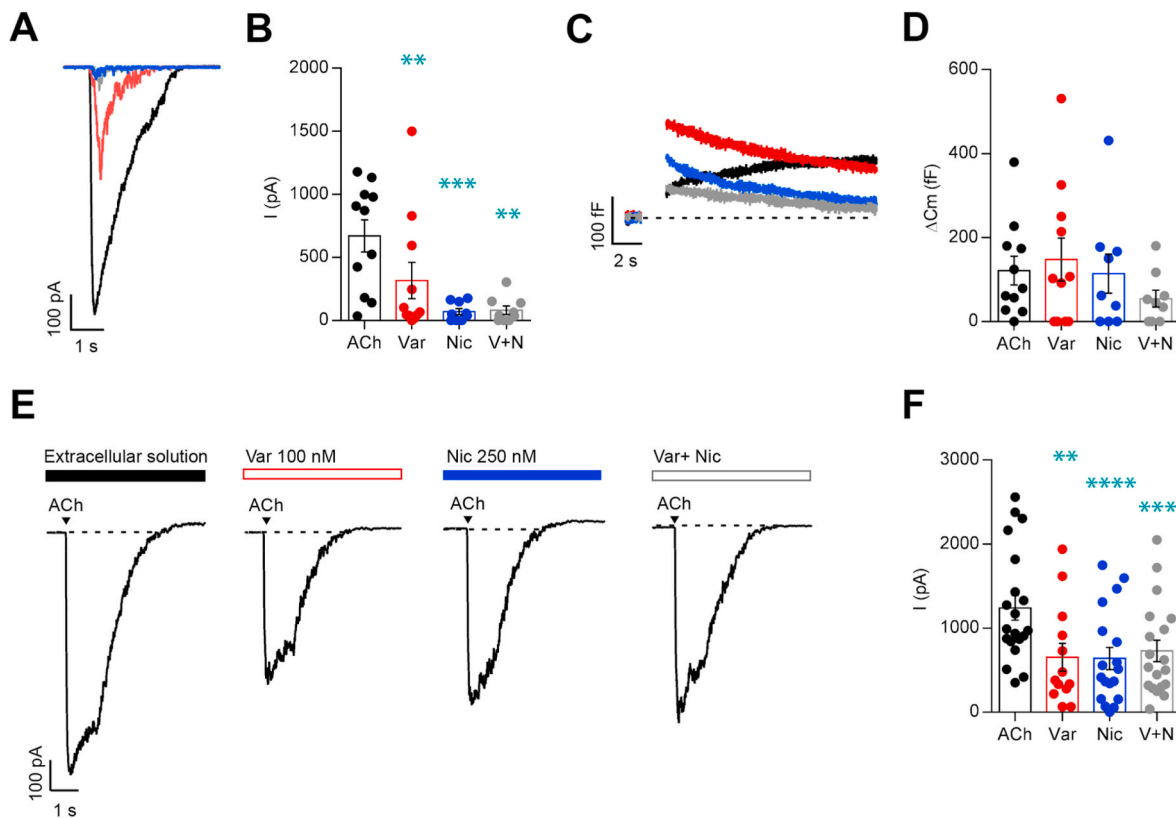 A
100 pA
1 s
B
I (pA)
2000
1500
1000
500
0
**
***
**
ACh Var Nic V+N
C
100 fF
2 s
D
ΔCm (fF)
600
400
200
0
ACh Var Nic V+N
E
Extracellular solution
Var 100 nM
Nic 250 nM
Var+ Nic
ACh
ACh
ACh
ACh
100 pA
1 s
F
I (pA)
3000
2000
1000
0
**
****
***
ACh Var Nic V+N